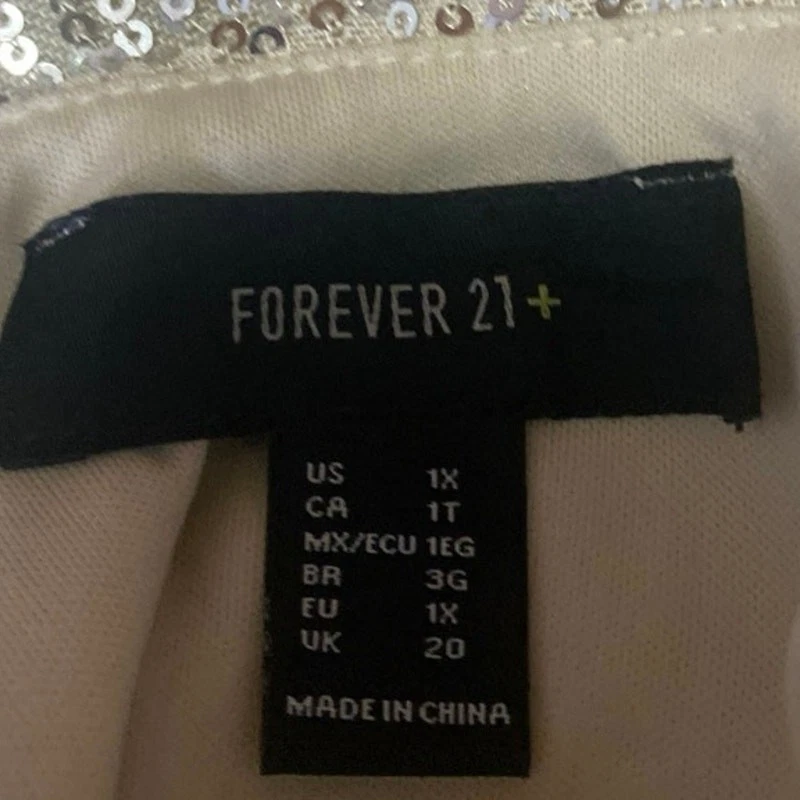 FOREVER 21+
US 1X
CA 1T
MX/ECU 1EG
BR 3G
EU 1X
UK 20
MADE IN CHINA